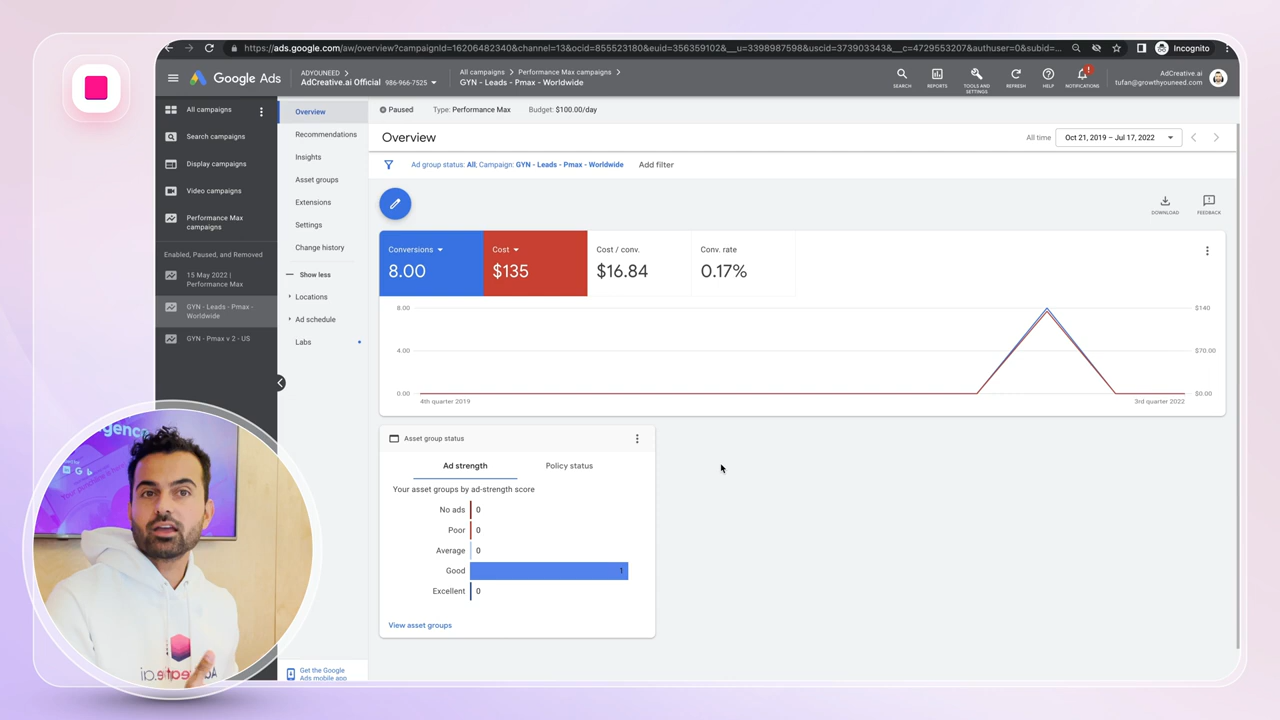 https://ads.google.com/aw/overview?campaignId=16206482340&channel=13&ocid=855523180&euid=356359102&__u=3398987598&uscid=373923343&__c=4729553207&authuser=0&subid=...
Incognito
Google Ads
ADYOUNEED
AdCreative.ai Official 986-966-7525
All campaigns
Performance Max campaigns
GYN - Leads - Pmax - Worldwide
SEARCH
REPORTS
TOOLS AND
SETTINGS
REFRESH
HELP
!
NOTIFICATIONS
AdCreative.ai
tufan@growthyouneed.com
All campaigns
Search campaigns
Display campaigns
Video campaigns
Performance Max
campaigns
Enabled, Paused, and Removed
15 May 2022 |
Performance Max
GYN - Leads - Pmax -
Worldwide
GYN - Pmax v 2 - US
Overview
Recommendations
Insights
Asset groups
Extensions
Settings
Change history
Show less
Locations
Ad schedule
Labs
Get the Google
Ads mobile app
Paused
Type: Performance Max
Budget: $100.00/day
Overview
All time
Oct 21, 2019 – Jul 17, 2022
Ad group status: All, Campaign: GYN - Leads - Pmax - Worldwide
Add filter
DOWNLOAD
FEEDBACK
Conversions
8.00
Cost
$135
Cost / conv.
$16.84
Conv. rate
0.17%
8.00
4.00
0.00
$140
$70.00
$0.00
4th quarter 2019
3rd quarter 2022
Asset group status
Ad strength
Policy status
Your asset groups by ad-strength score
No ads 0
Poor 0
Average 0
Good 1
Excellent 0
View asset groups